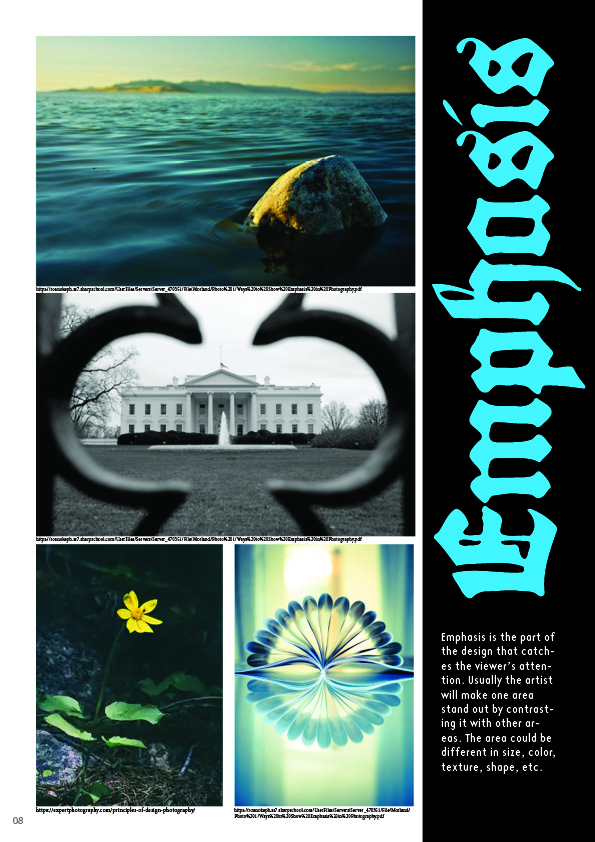 Emphasis
Emphasis is the part of
the design that catch-
es the viewer's atten-
tion. Usually the artist
will make one area
stand out by contrast-
ing it with other ar-
eas. The area could be
different in size, color,
texture, shape, etc.
https://expertphotography.com/principles-of-design-photography/
08